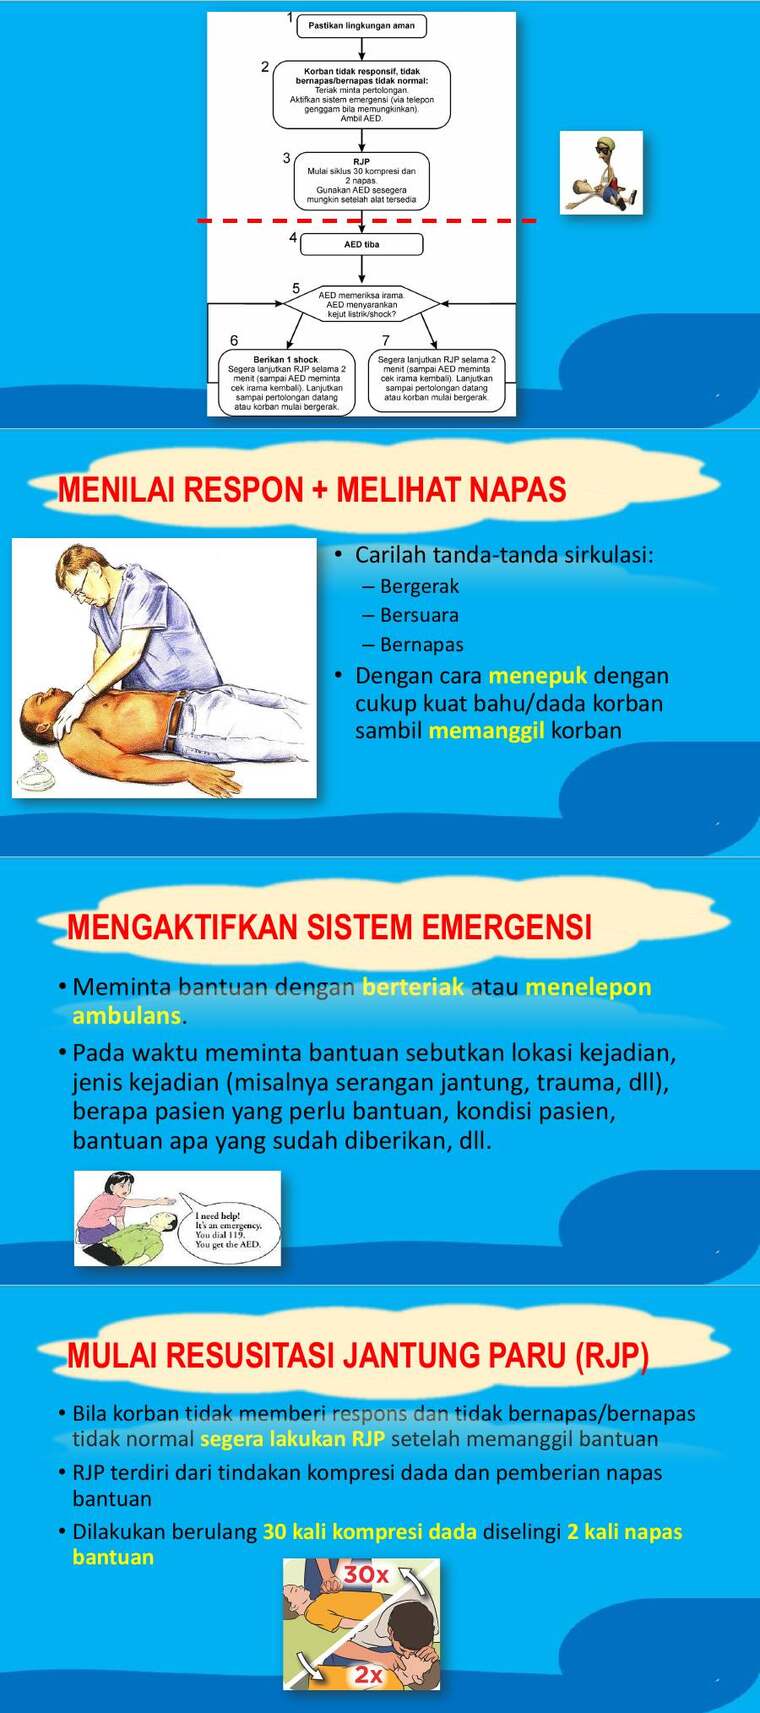 1
Pastikan lingkungan aman
2
Korban tidak responsif, tidak
bernapas/bernapas tidak normal:
Teriak minta pertolongan.
Aktifkan sistem emergensi (via telepon
genggam bila memungkinkan).
Ambil AED.
3
RJP
Mulai siklus 30 kompresi dan
2 napas.
Gunakan AED sesegera
mungkin setelah alat tersedia
4
AED tiba
5
AED memeriksa irama.
AED menyarankan
kejut listrik/shock?
6
Berikan 1 shock
Segera lanjutkan RJP selama 2
menit (sampai AED meminta
cek irama kembali). Lanjutkan
sampai pertolongan datang
atau korban mulai bergerak.
7
Segera lanjutkan RJP selama 2
menit (sampai AED meminta
cek irama kembali). Lanjutkan
sampai pertolongan datang
atau korban mulai bergerak.
MENILAI RESPON + MELIHAT NAPAS
• Carilah tanda-tanda sirkulasi:
– Bergerak
– Bersuara
– Bernapas
• Dengan cara menepuk dengan
cukup kuat bahu/dada korban
sambil memanggil korban
MENGAKTIFKAN SISTEM EMERGENSI
• Meminta bantuan dengan berteriak atau menelepon
ambulans.
• Pada waktu meminta bantuan sebutkan lokasi kejadian,
jenis kejadian (misalnya serangan jantung, trauma, dll),
berapa pasien yang perlu bantuan, kondisi pasien,
bantuan apa yang sudah diberikan, dll.
I need help!
It's an emergency.
You dial 119.
You get the AED.
MULAI RESUSITASI JANTUNG PARU (RJP)
• Bila korban tidak memberi respons dan tidak bernapas/bernapas
tidak normal segera lakukan RJP setelah memanggil bantuan
• RJP terdiri dari tindakan kompresi dada dan pemberian napas
bantuan
• Dilakukan berulang 30 kali kompresi dada diselingi 2 kali napas
bantuan
30x
2x